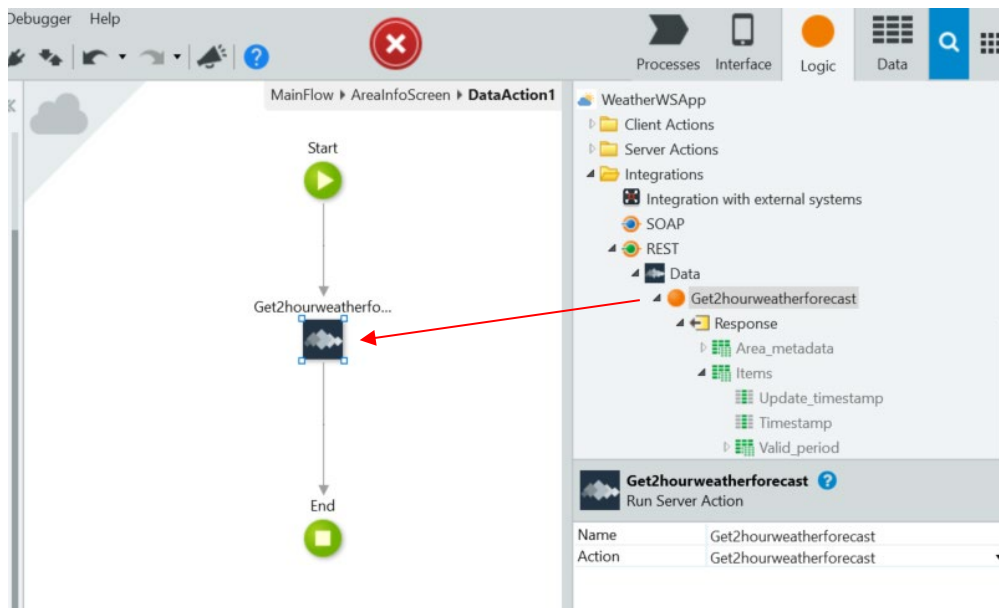 Debugger Help
Processes Interface Logic Data
MainFlow AreaInfoScreen DataAction1
WeatherWSApp
Client Actions
Server Actions
Integrations
Integration with external systems
SOAP
REST
Data
Get2hourweatherforecast
Response
Area_metadata
Items
Update_timestamp
Timestamp
Valid_period
Start
Get2hourweatherfo...
End
Get2hourweatherforecast ?
Run Server Action
Name Get2hourweatherforecast
Action Get2hourweatherforecast